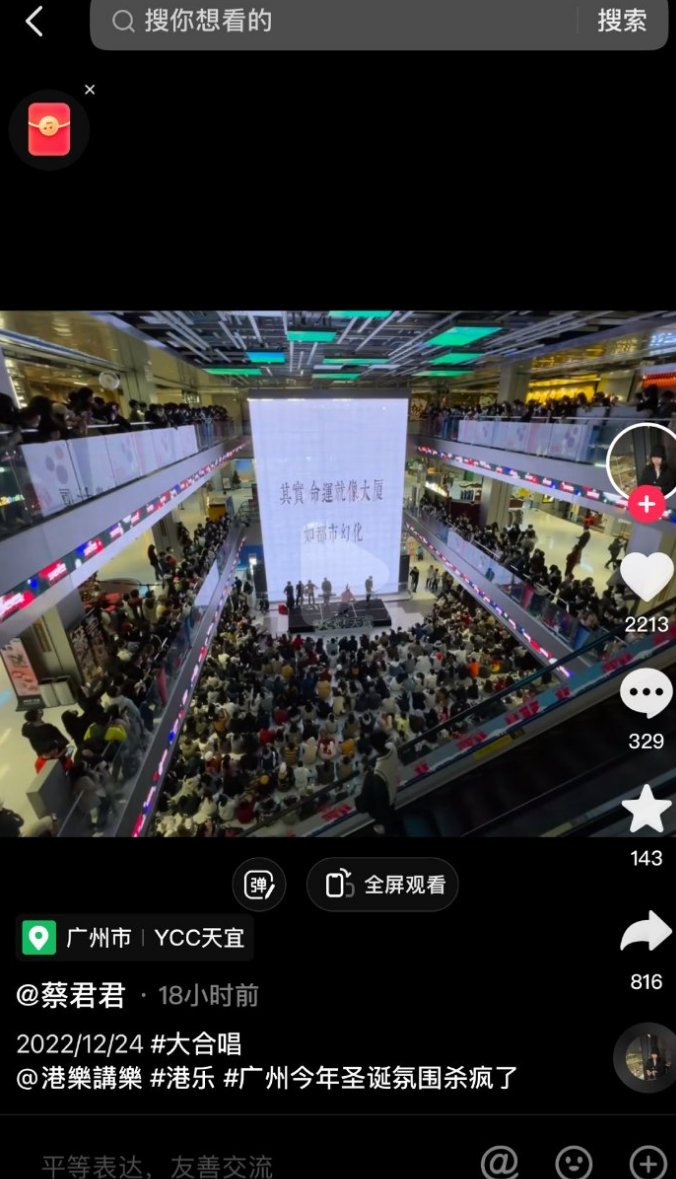 搜你想看的 搜索
其實 命運就像大廈
如都市幻化
2213
329
143
弹 全屏观看
广州市 YCC天宜
816
@蔡君君 · 18小时前
2022/12/24 #大合唱
@港樂講樂 #港乐 #广州今年圣诞氛围杀疯了
平等表达，友善交流